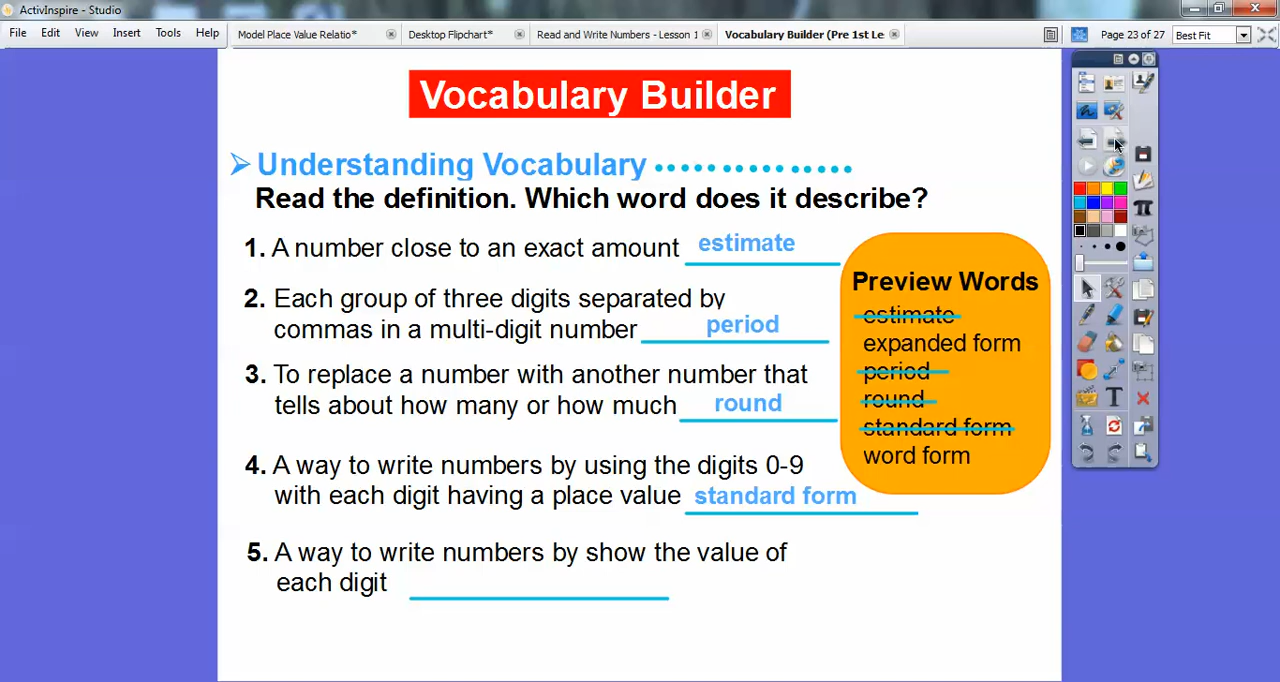 ActivInspire - Studio
File Edit View Insert Tools Help
Model Place Value Relatio* Desktop Flipchart* Read and Write Numbers - Lesson 1 Vocabulary Builder (Pre 1st Le
Page 23 of 27 Best Fit
Vocabulary Builder
Understanding Vocabulary
Read the definition. Which word does it describe?
1. A number close to an exact amount estimate
2. Each group of three digits separated by
commas in a multi-digit number period
3. To replace a number with another number that
tells about how many or how much round
4. A way to write numbers by using the digits 0-9
with each digit having a place value standard form
5. A way to write numbers by show the value of
each digit
Preview Words
estimate
expanded form
period
round
standard form
word form